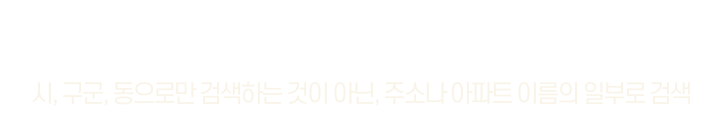 시, 구군, 동으로만 검색하는 것이 아닌, 주소나 아파트 이름의 일부로 검색